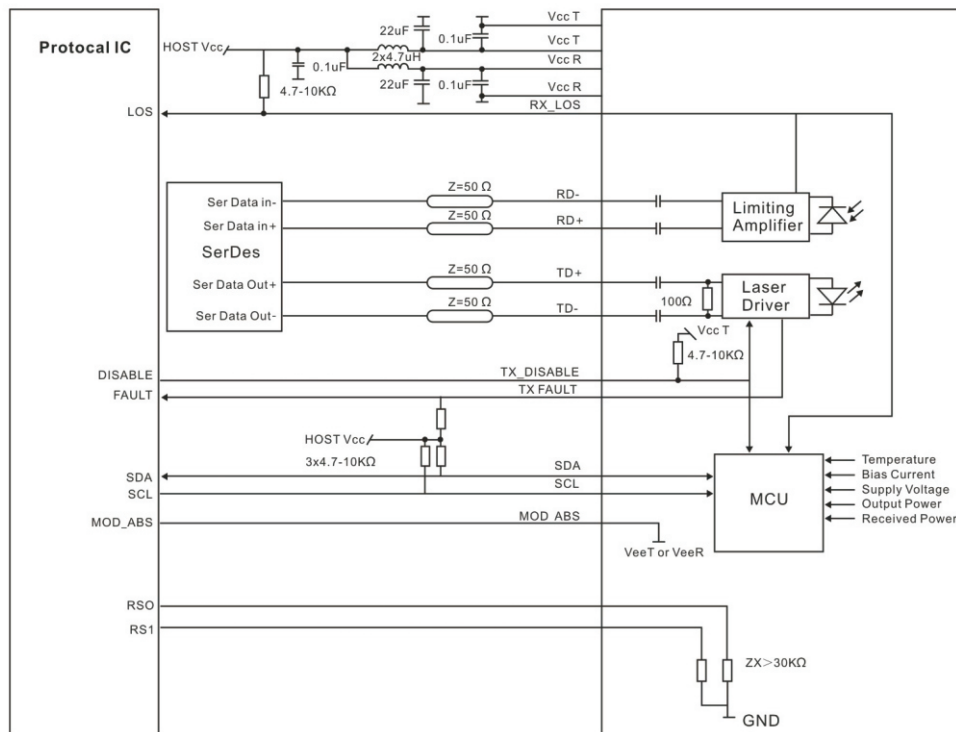 Vcc T
22uF
Protocal IC
HOST Vcc
0.1uF
Vcc T
2x4.7uH
Vcc R
0.1uF
22uF
0.1uF
4.7-10KΩ
Vcc R
LOS
RX_LOS
Z=50 Ω
Ser Data in-
RD-
Limiting
Amplifier
Z=50 Ω
Ser Data in+
RD+
SerDes
Z=50 Ω
Ser Data Out+
TD+
Laser
Driver
100Ω
Z=50 Ω
Ser Data Out-
TD-
Vcc T
4.7-10KΩ
DISABLE
TX_DISABLE
FAULT
TX FAULT
HOST Vcc
3x4.7-10KΩ
SDA
SDA
SCL
SCL
MCU
Temperature
Bias Current
Supply Voltage
Output Power
Received Power
MOD_ABS
MOD ABS
VeeT or VeeR
RSO
RS1
ZX>30KΩ
GND